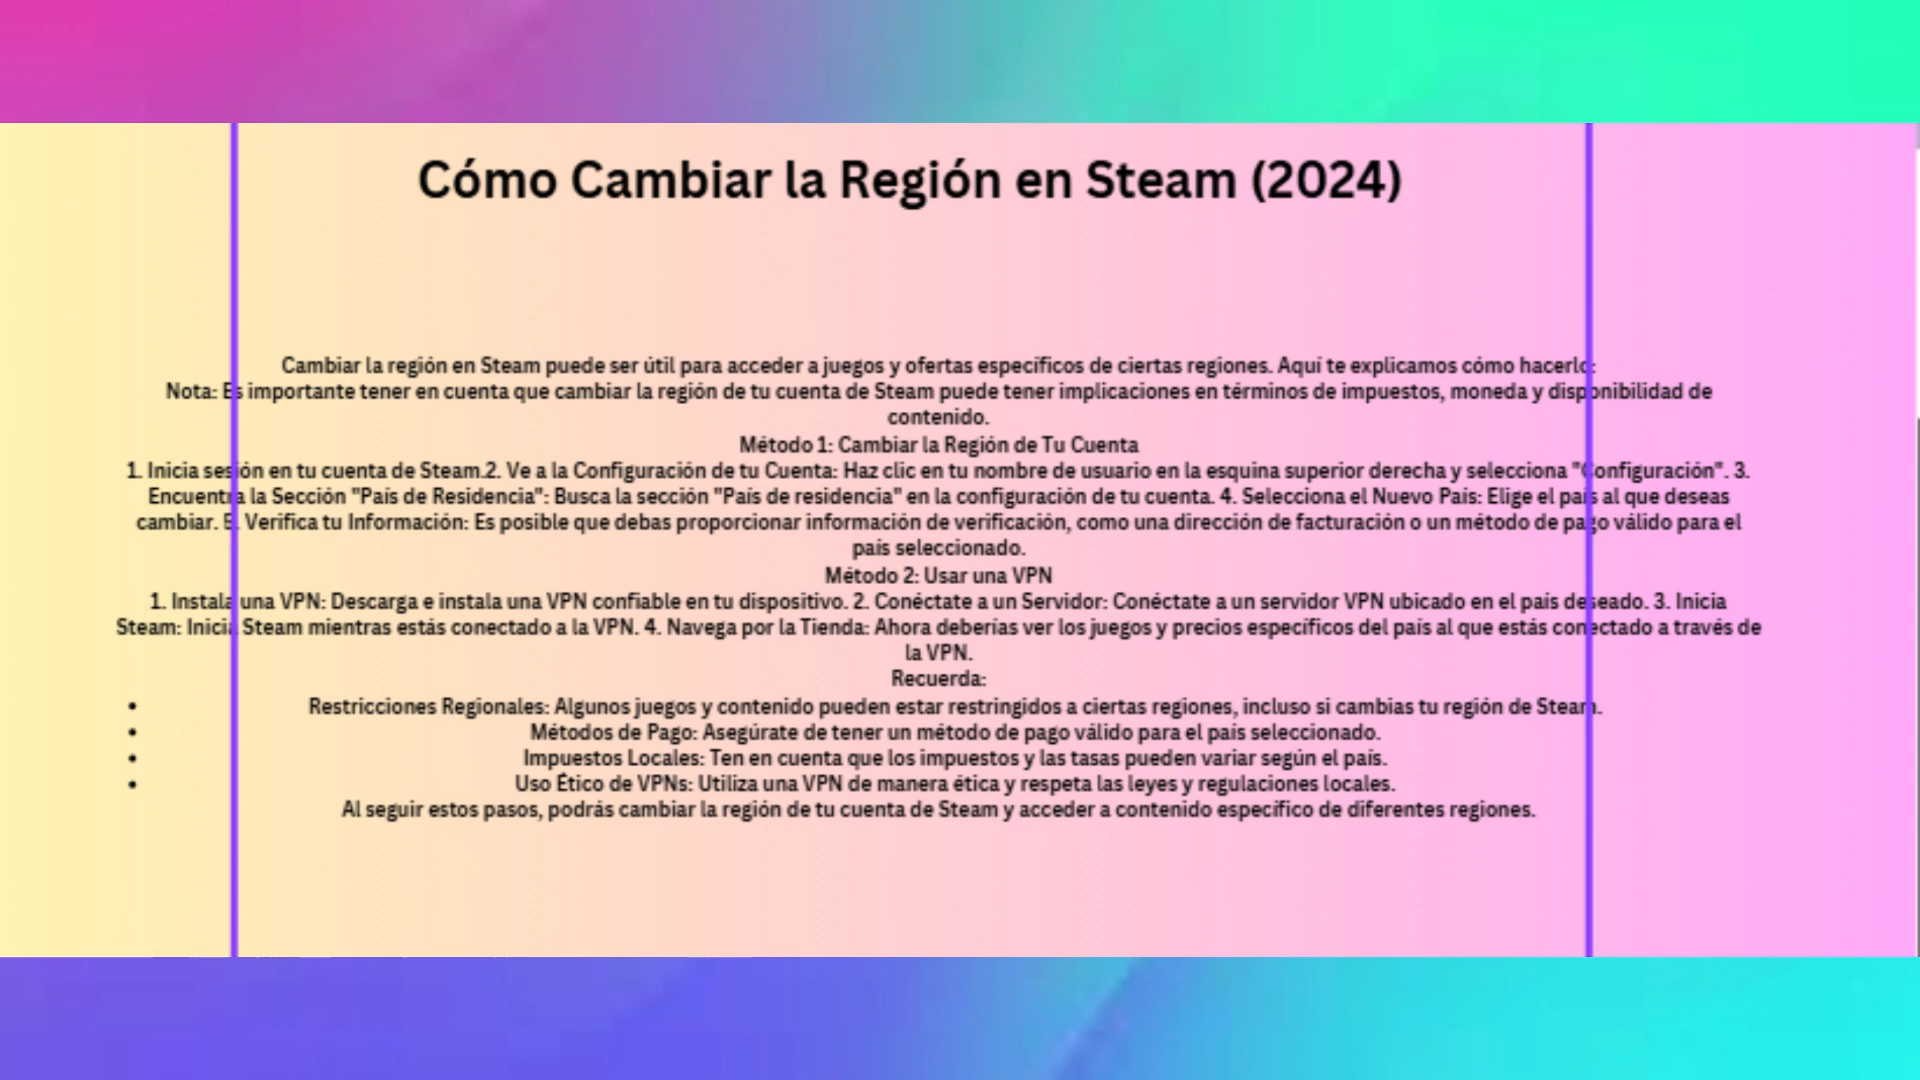 Cómo Cambiar la Región en Steam (2024)
Cambiar la región en Steam puede ser útil para acceder a juegos y ofertas específicos de ciertas regiones. Aquí te explicamos cómo hacerlo:
Nota: Es importante tener en cuenta que cambiar la región de tu cuenta de Steam puede tener implicaciones en términos de impuestos, moneda y disponibilidad de
contenido.
Método 1: Cambiar la Región de Tu Cuenta
1. Inicia sesión en tu cuenta de Steam.2. Ve a la Configuración de tu Cuenta: Haz clic en tu nombre de usuario en la esquina superior derecha y selecciona "Configuración". 3.
Encuentra la Sección "País de Residencia": Busca la sección "País de residencia" en la configuración de tu cuenta. 4. Selecciona el Nuevo País: Elige el país al que deseas
cambiar. 5. Verifica tu Información: Es posible que debas proporcionar información de verificación, como una dirección de facturación o un método de pago válido para el
país seleccionado.
Método 2: Usar una VPN
1. Instala una VPN: Descarga e instala una VPN confiable en tu dispositivo. 2. Conéctate a un Servidor: Conéctate a un servidor VPN ubicado en el país deseado. 3. Inicia
Steam: Inicia Steam mientras estás conectado a la VPN. 4. Navega por la Tienda: Ahora deberías ver los juegos y precios específicos del país al que estás conectado a través de
la VPN.
Recuerda:
• Restricciones Regionales: Algunos juegos y contenido pueden estar restringidos a ciertas regiones, incluso si cambias tu región de Steam.
• Métodos de Pago: Asegúrate de tener un método de pago válido para el país seleccionado.
• Impuestos Locales: Ten en cuenta que los impuestos y las tasas pueden variar según el país.
• Uso Ético de VPNs: Utiliza una VPN de manera ética y respeta las leyes y regulaciones locales.
Al seguir estos pasos, podrás cambiar la región de tu cuenta de Steam y acceder a contenido específico de diferentes regiones.